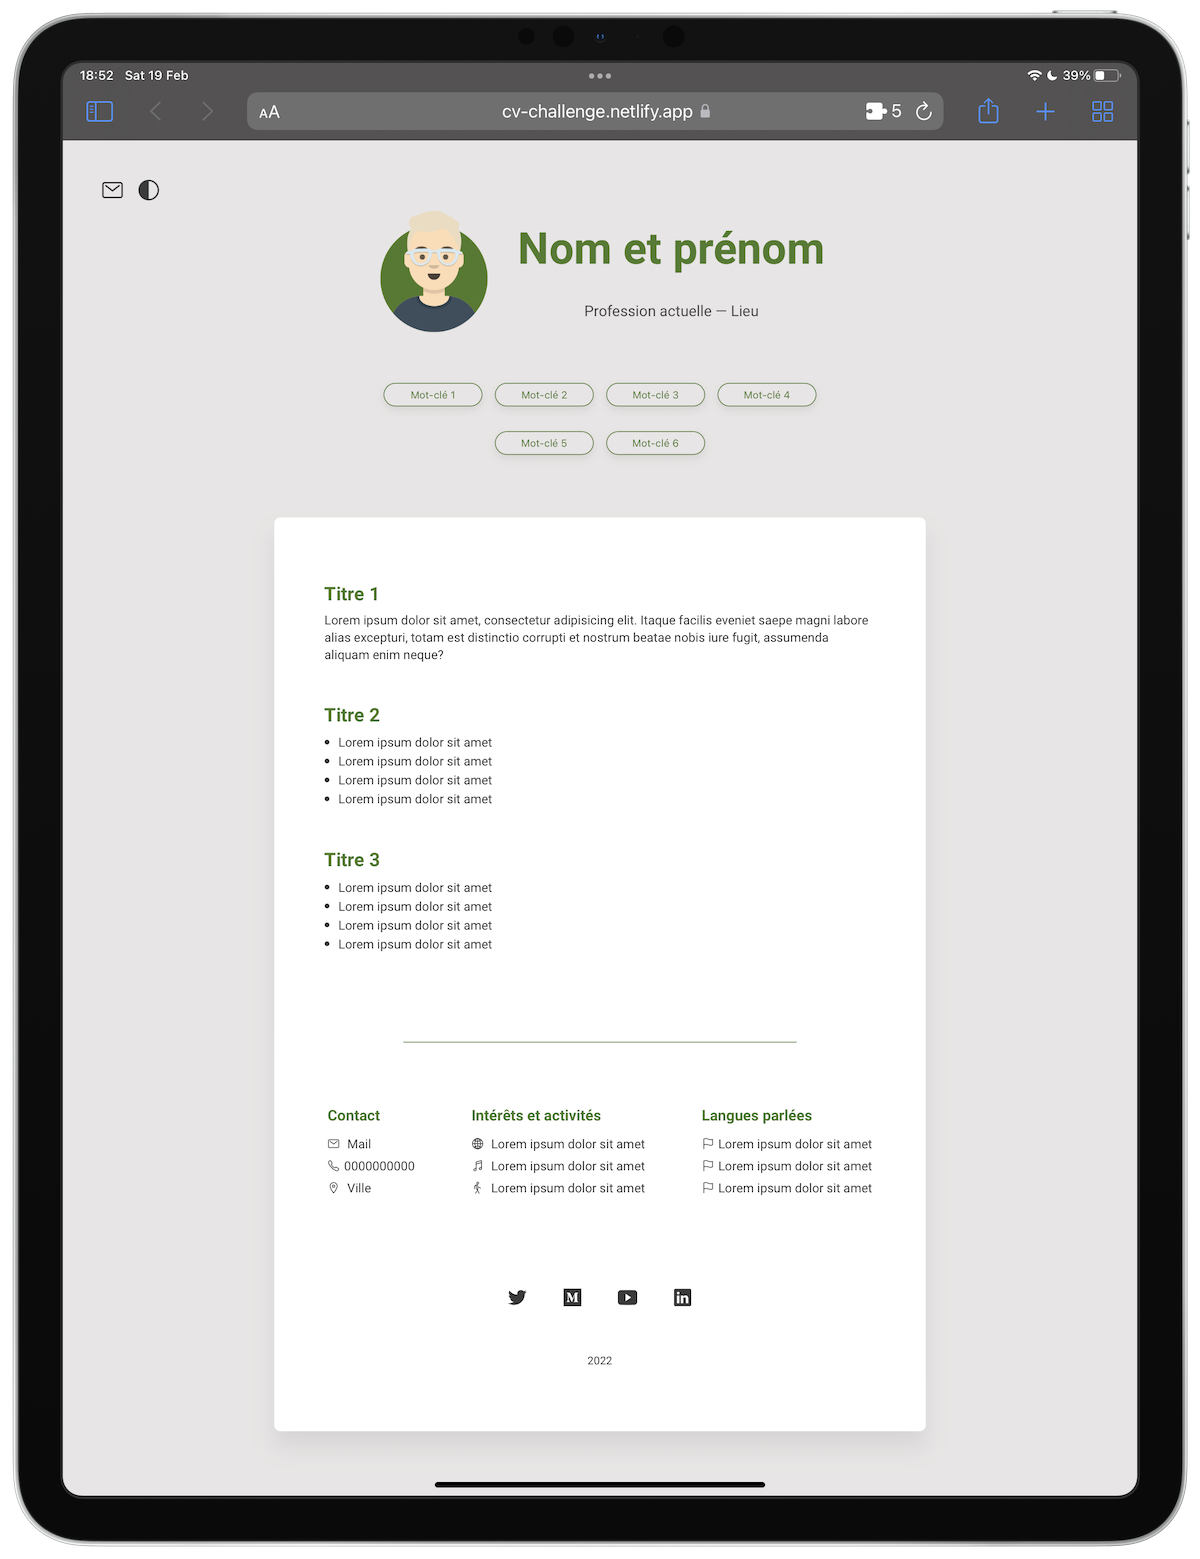 18:52 Sat 19 Feb
39%
AA
cv-challenge.netlify.app
5
Nom et prénom
Profession actuelle — Lieu
Mot-clé 1
Mot-clé 2
Mot-clé 3
Mot-clé 4
Mot-clé 5
Mot-clé 6
Titre 1
Lorem ipsum dolor sit amet, consectetur adipisicing elit. Itaque facilis eveniet saepe magni labore
alias excepturi, totam est distinctio corrupti et nostrum beatae nobis iure fugit, assumenda
aliquam enim neque?
Titre 2
• Lorem ipsum dolor sit amet
• Lorem ipsum dolor sit amet
• Lorem ipsum dolor sit amet
• Lorem ipsum dolor sit amet
Titre 3
• Lorem ipsum dolor sit amet
• Lorem ipsum dolor sit amet
• Lorem ipsum dolor sit amet
• Lorem ipsum dolor sit amet
Contact
Mail
0000000000
Ville
Intérêts et activités
Lorem ipsum dolor sit amet
Lorem ipsum dolor sit amet
Lorem ipsum dolor sit amet
Langues parlées
Lorem ipsum dolor sit amet
Lorem ipsum dolor sit amet
Lorem ipsum dolor sit amet
M
in
2022